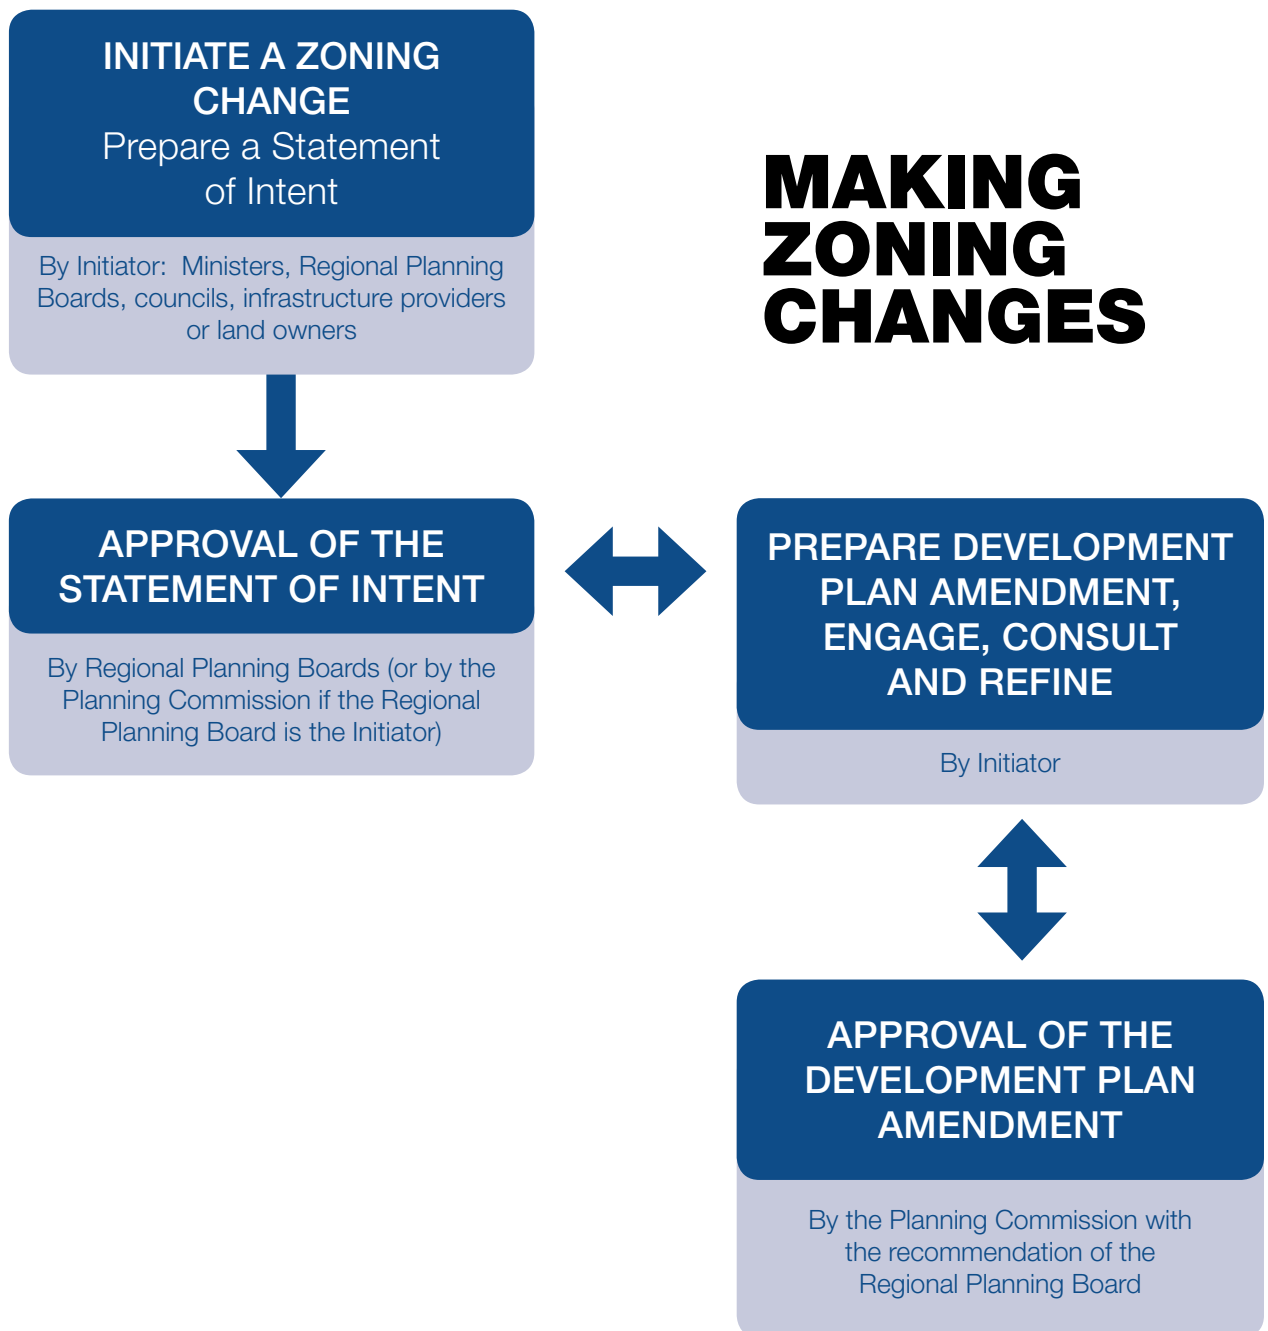 INITIATE A ZONING
CHANGE
Prepare a Statement
of Intent
By Initiator:  Ministers, Regional Planning
Boards, councils, infrastructure providers
or land owners
MAKING
ZONING
CHANGES
APPROVAL OF THE
STATEMENT OF INTENT
By Regional Planning Boards (or by the
Planning Commission if the Regional
Planning Board is the Initiator)
PREPARE DEVELOPMENT
PLAN AMENDMENT,
ENGAGE, CONSULT
AND REFINE
By Initiator
APPROVAL OF THE
DEVELOPMENT PLAN
AMENDMENT
By the Planning Commission with
the recommendation of the
Regional Planning Board